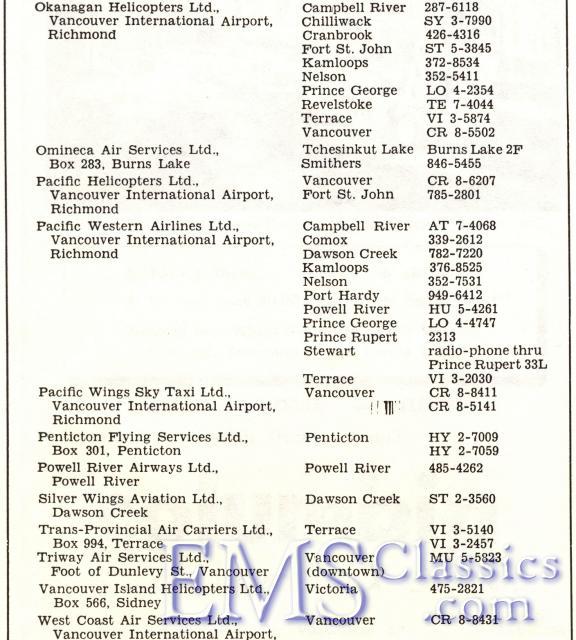 Okanagan Helicopters Ltd., Campbell River 287-6118
Vancouver International Airport, Chilliwack SY 3-7990
Richmond Cranbrook 426-4316
Fort St. John ST 5-3845
Kamloops 372-8534
Nelson 352-5411
Prince George LO 4-2354
Revelstoke TE 7-4044
Terrace VI 3-5874
Vancouver CR 8-5502
Omineca Air Services Ltd., Tchesinkut Lake Burns Lake 2F
Box 283, Burns Lake Smithers 846-5455
Pacific Helicopters Ltd., Vancouver CR 8-6207
Vancouver International Airport, Fort St. John 785-2801
Richmond
Pacific Western Airlines Ltd., Campbell River AT 7-4068
Vancouver International Airport, Comox 339-2612
Richmond Dawson Creek 782-7220
Kamloops 376.8525
Nelson 352-7531
Port Hardy 949-6412
Powell River HU 5-4261
Prince George LO 4-4747
Prince Rupert 2313
Stewart radio-phone thru
Prince Rupert 33L
Terrace VI 3-2030
Pacific Wings Sky Taxi Ltd., Vancouver CR 8-8411
Vancouver International Airport, CR 8-5141
Richmond
Penticton Flying Services Ltd., Penticton HY 2-7009
Box 301, Penticton HY 2-7059
Powell River Airways Ltd., Powell River 485-4262
Powell River
Silver Wings Aviation Ltd., Dawson Creek ST 2-3560
Dawson Creek
Trans-Provincial Air Carriers Ltd., Terrace VI 3-5140
Box 994, Terrace VI 3-2457
Triway Air Services Ltd., Vancouver MU 5-5823
Foot of Dunlevy St., Vancouver (downtown)
Vancouver Island Helicopters Ltd., Victoria 475-2821
Box 566, Sidney
West Coast Air Services Ltd., Vancouver CR 8-8431
Vancouver International Airport,
EMSClassics
.com